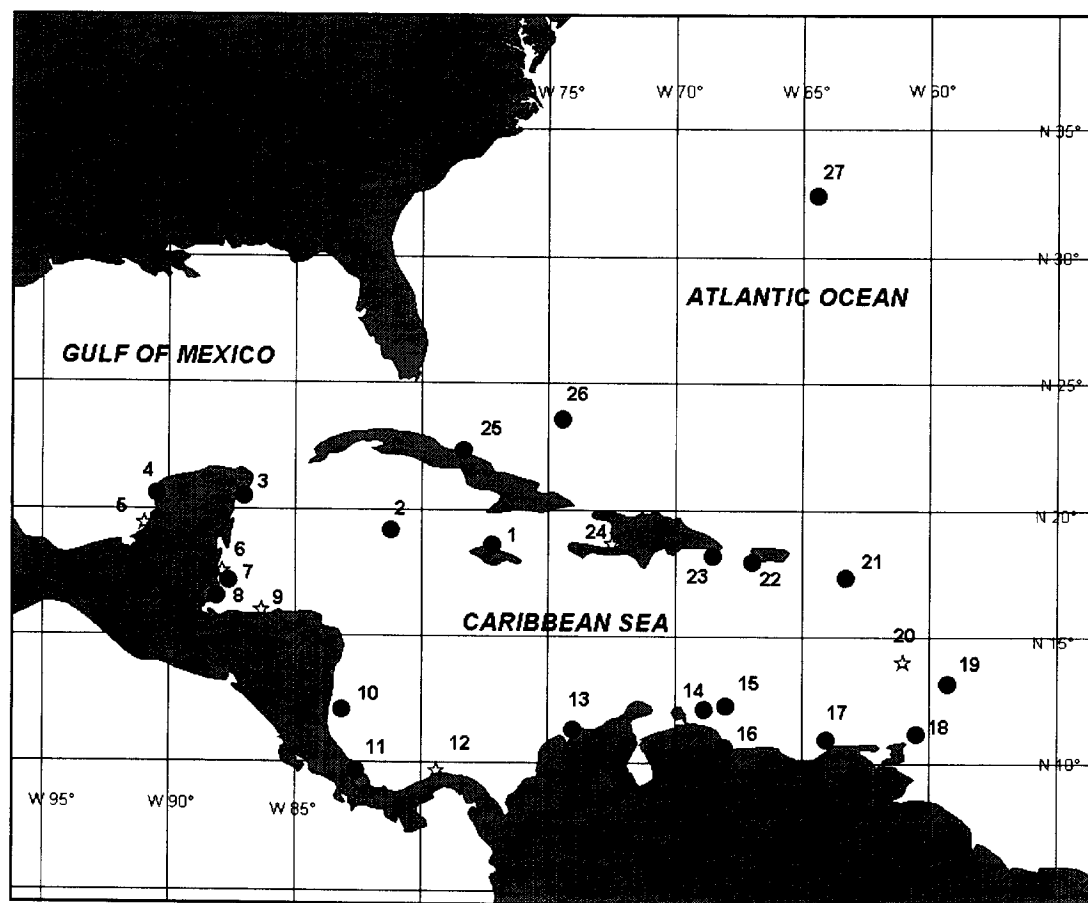 W 75° W 70° W 65° W 60°
N 35°
27
N 30°
ATLANTIC OCEAN
GULF OF MEXICO
N 25°
26
25
4 3
5 N 20°
2 1 24
6
7 23 22 21
8 9
CARIBBEAN SEA
20 N 15°
19
10 13 14 15
11 12 16 17 18
N 10°
W 95° W 90° W 85°